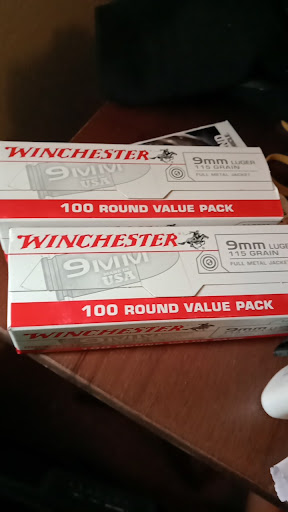 WINCHESTER
9mm LUGER
115 GRAIN
FULL METAL JACKET
9MM
USA
100 ROUND VALUE PACK
WINCHESTER
9mm LUGER
115 GRAIN
FULL METAL JACKET
9MM
USA
100 ROUND VALUE PACK
WINCHESTER